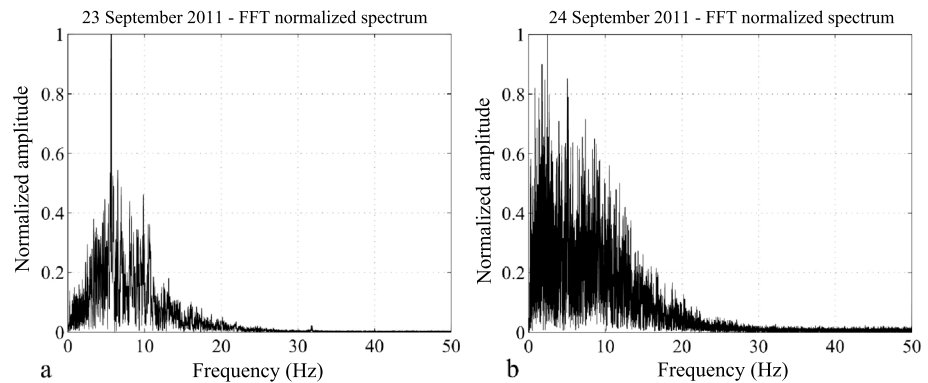 23 September 2011 - FFT normalized spectrum
1
0.8
0.6
0.4
0.2
0
Normalized amplitude
0 10 20 30 40 50
Frequency (Hz)
a
24 September 2011 - FFT normalized spectrum
1
0.8
0.6
0.4
0.2
0
Normalized amplitude
0 10 20 30 40 50
Frequency (Hz)
b